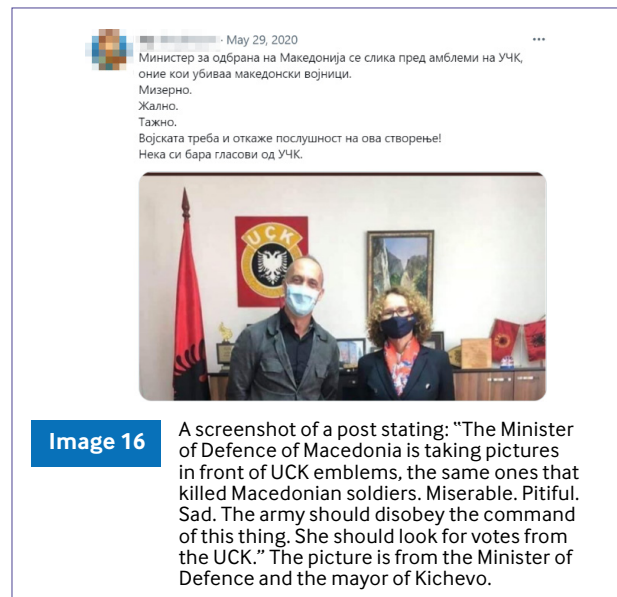 · May 29, 2020 ···
Министер за одбрана на Македонија се слика пред амблеми на УЧК,
оние кои убиваа македонски војници.
Мизерно.
Жално.
Тажно.
Војската треба и откаже послушност на ова створење!
Нека си бара гласови од УЧК.
UÇK
Image 16
A screenshot of a post stating: “The Minister
of Defence of Macedonia is taking pictures
in front of UCK emblems, the same ones that
killed Macedonian soldiers. Miserable. Pitiful.
Sad. The army should disobey the command
of this thing. She should look for votes from
the UCK.” The picture is from the Minister of
Defence and the mayor of Kichevo.